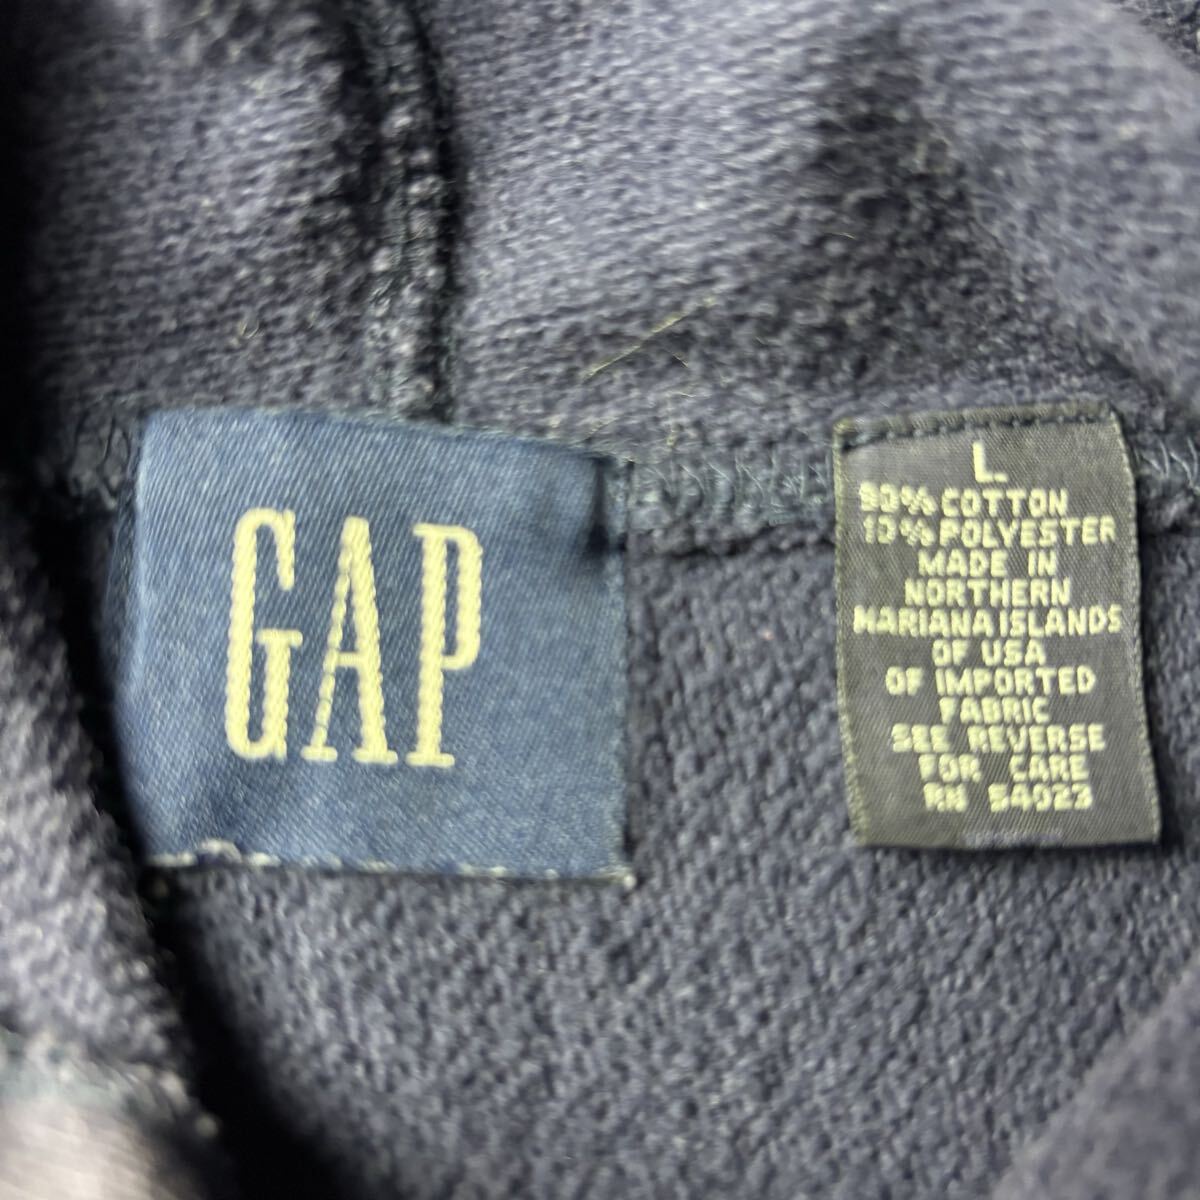 GAP
L
90% COTTON
10% POLYESTER
MADE IN
NORTHERN
MARIANA ISLANDS
OF USA
OF IMPORTED
FABRIC
SEE REVERSE
FOR CARE
RN 54023